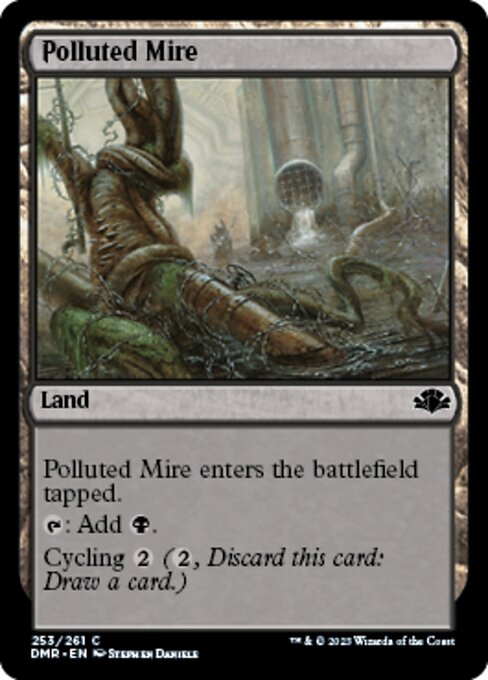 Polluted Mire
Land
Polluted Mire enters the battlefield
tapped.
: Add .
Cycling 2 (2, Discard this card:
Draw a card.)
253/261 C
DMR • EN Stephen Daniele
™ & © 2023 Wizards of the Coast